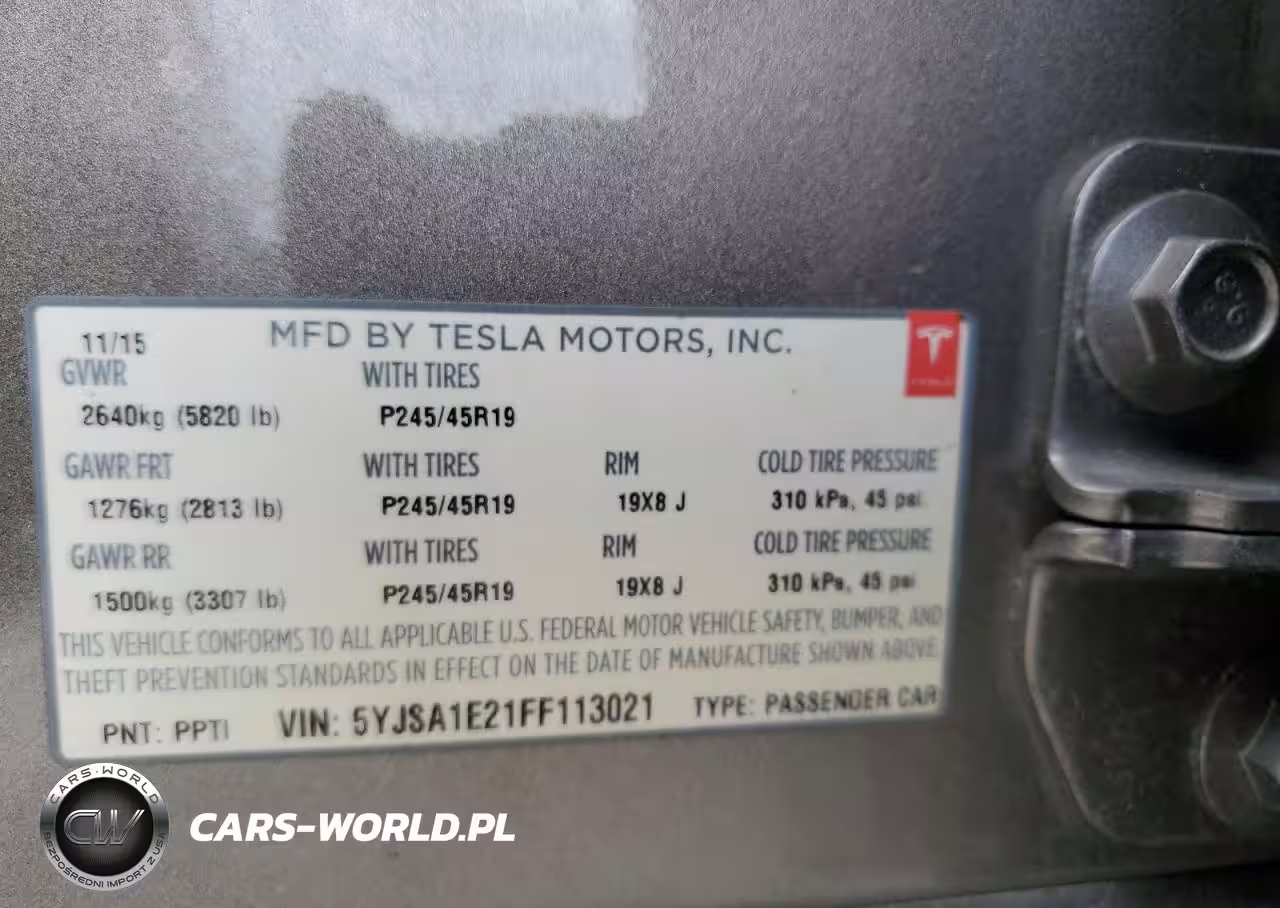 11/15 MFD BY TESLA MOTORS, INC.
GVWR WITH TIRES
2640kg (5820 lb) P245/45R19
GAWR FRT WITH TIRES RIM COLD TIRE PRESSURE
1276kg (2813 lb) P245/45R19 19X8 J 310 kPa, 45 psi
GAWR RR WITH TIRES RIM COLD TIRE PRESSURE
1500kg (3307 lb) P245/45R19 19X8 J 310 kPa, 45 psi
THIS VEHICLE CONFORMS TO ALL APPLICABLE U.S. FEDERAL MOTOR VEHICLE SAFETY, BUMPER, AND
THEFT PREVENTION STANDARDS IN EFFECT ON THE DATE OF MANUFACTURE SHOWN ABOVE
PNT: PPTI VIN: 5YJSA1E21FF113021 TYPE: PASSENGER CAR
CARS-WORLD
CW
BEZPOŚREDNI IMPORT Z USA
CARS-WORLD.PL